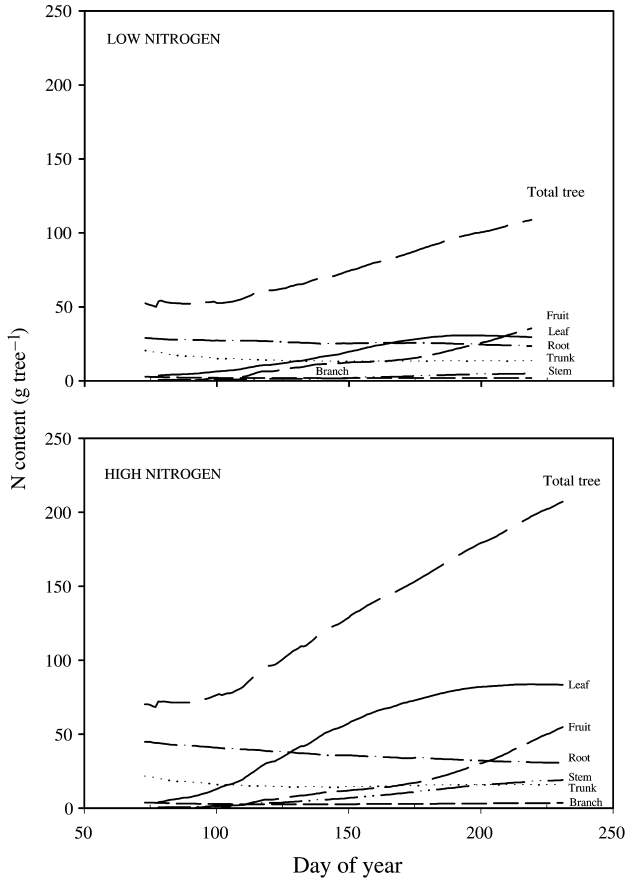 250
LOW NITROGEN
200
150
Total tree
100
50
Fruit
Leaf
Root
Trunk
Branch
Stem
0
N content (g tree−1)
250
HIGH NITROGEN
Total tree
200
150
100
Leaf
50
Fruit
Root
Stem
Trunk
Branch
0
50 100 150 200 250
Day of year